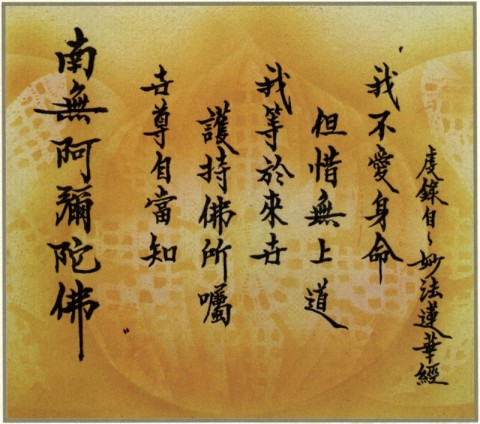 虔錄自、妙法蓮華經
我不愛身命
但惜無上道
我等於來世
護持佛所囑
世尊自當知〃
南無阿彌陀佛